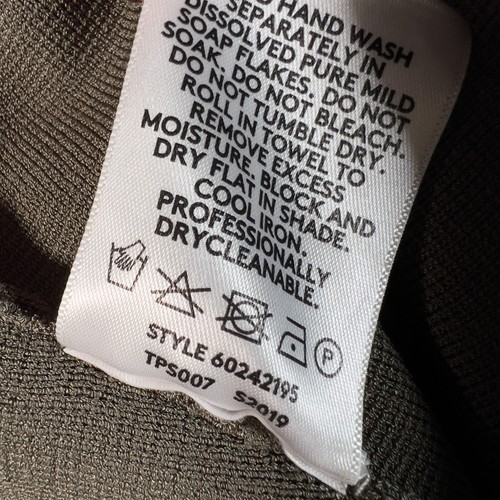 HAND WASH
SEPARATELY IN
DISSOLVED PURE MILD
SOAP FLAKES. DO NOT
SOAK. DO NOT BLEACH.
DO NOT TUMBLE DRY.
ROLL IN TOWEL TO
REMOVE EXCESS
MOISTURE. BLOCK AND
DRY FLAT IN SHADE.
COOL IRON.
PROFESSIONALLY
DRYCLEANABLE.
P
STYLE 60242195
TPS007 S2019